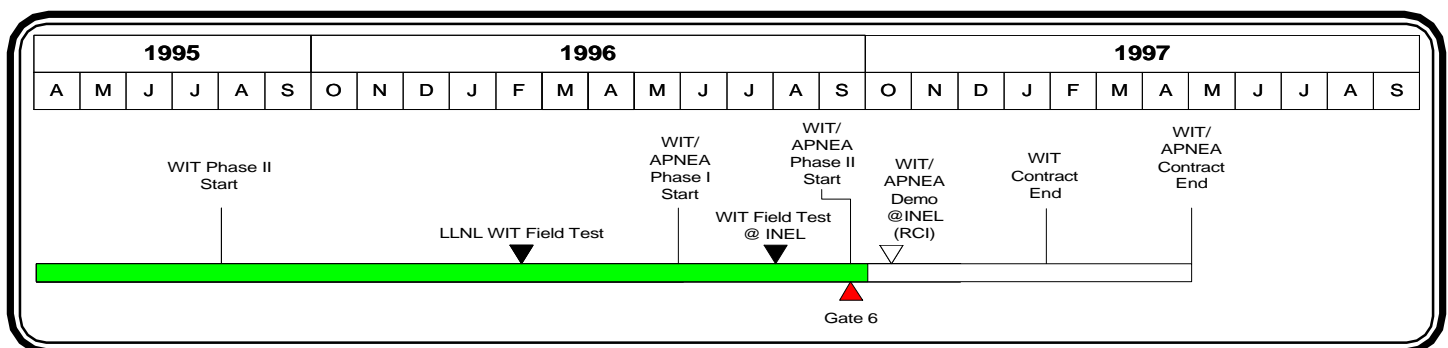 1995 1996 1997
A M J J A S O N D J F M A M J J A S O N D J F M A M J J A S
WIT Phase II
Start
LLNL WIT Field Test
WIT/
APNEA
Phase I
Start
WIT Field Test
@ INEL
WIT/
APNEA
Phase II
Start
WIT/
APNEA
Demo
@INEL
(RCI)
WIT
Contract
End
WIT/
APNEA
Contract
End
Gate 6